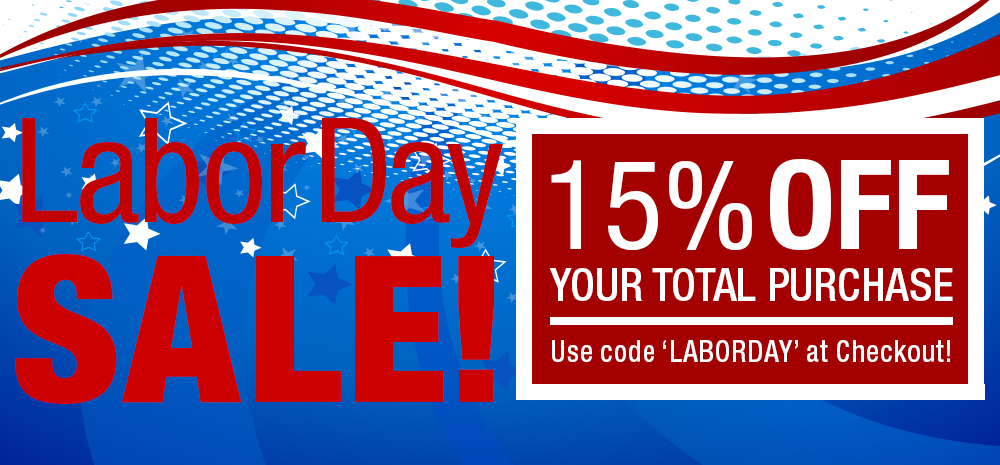 Labor Day
SALE!
15% OFF
YOUR TOTAL PURCHASE
Use code ‘LABORDAY’ at Checkout!